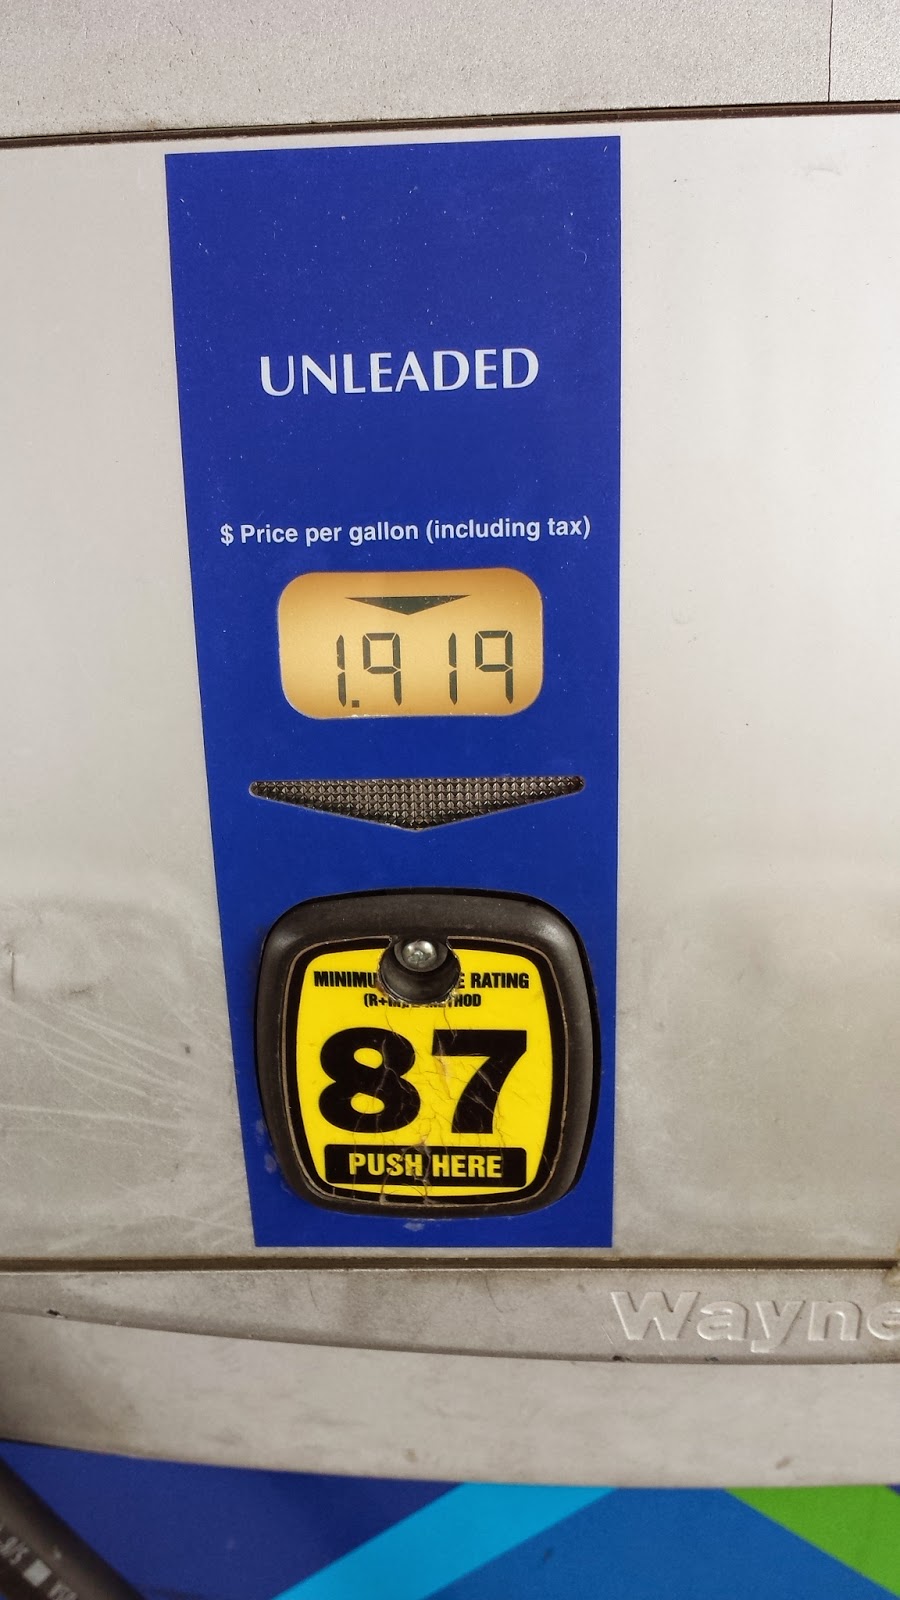 UNLEADED
$ Price per gallon (including tax)
1.919
RATING
87
PUSH HERE
Wayne